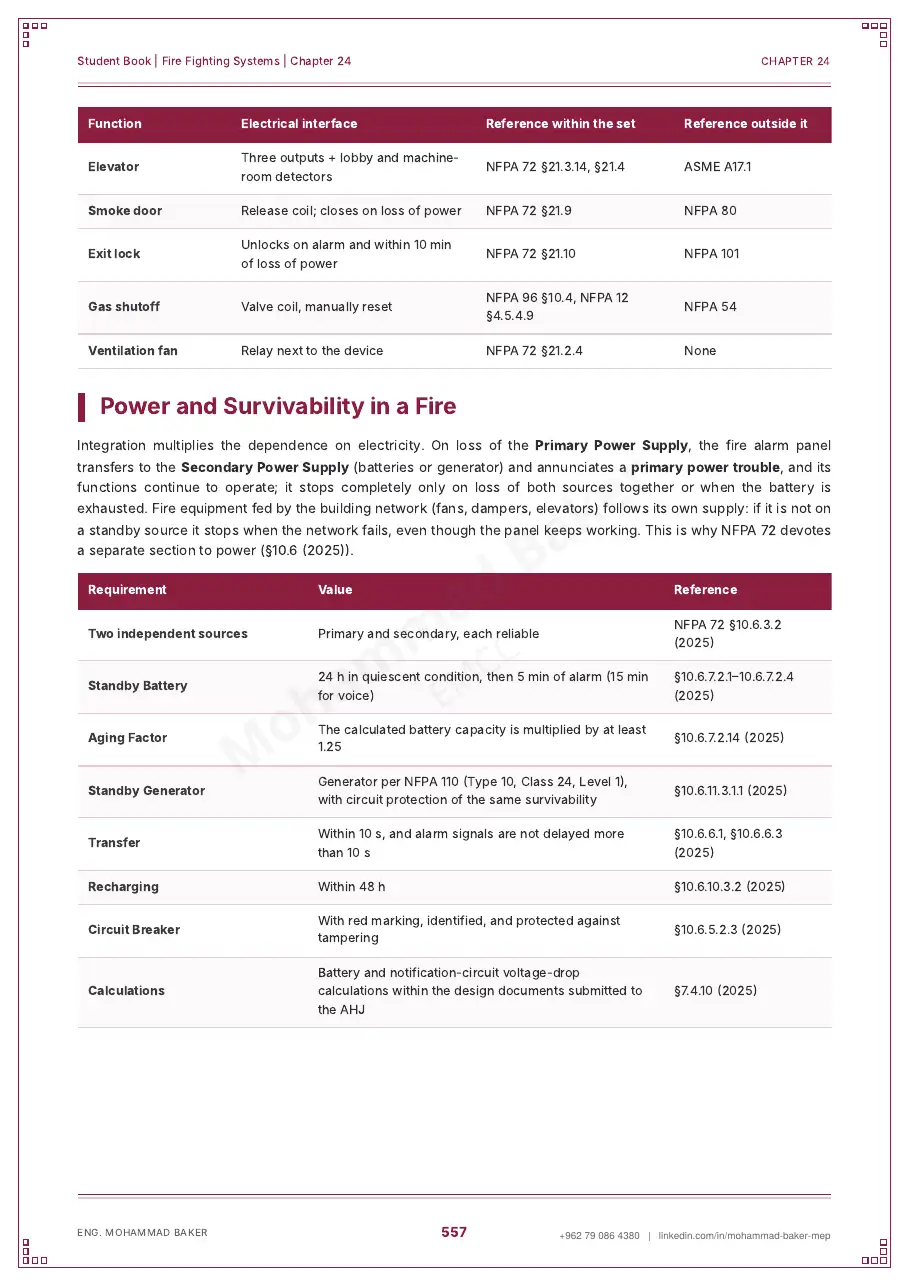 Student Book | Fire Fighting Systems | Chapter 24
CHAPTER 24
Function Electrical interface Reference within the set Reference outside it
Elevator Three outputs + lobby and machine-
room detectors NFPA 72 §21.3.14, §21.4 ASME A17.1
Smoke door Release coil; closes on loss of power NFPA 72 §21.9 NFPA 80
Exit lock Unlocks on alarm and within 10 min
of loss of power NFPA 72 §21.10 NFPA 101
Gas shutoff Valve coil, manually reset NFPA 96 §10.4, NFPA 12
§4.5.4.9 NFPA 54
Ventilation fan Relay next to the device NFPA 72 §21.2.4 None
Power and Survivability in a Fire
Integration multiplies the dependence on electricity. On loss of the Primary Power Supply, the fire alarm panel
transfers to the Secondary Power Supply (batteries or generator) and annunciates a primary power trouble, and its
functions continue to operate; it stops completely only on loss of both sources together or when the battery is
exhausted. Fire equipment fed by the building network (fans, dampers, elevators) follows its own supply: if it is not on
a standby source it stops when the network fails, even though the panel keeps working. This is why NFPA 72 devotes
a separate section to power (§10.6 (2025)).
Requirement Value Reference
Two independent sources Primary and secondary, each reliable NFPA 72 §10.6.3.2
(2025)
Standby Battery 24 h in quiescent condition, then 5 min of alarm (15 min
for voice) §10.6.7.2.1–10.6.7.2.4
(2025)
Aging Factor The calculated battery capacity is multiplied by at least
1.25 §10.6.7.2.14 (2025)
Standby Generator Generator per NFPA 110 (Type 10, Class 24, Level 1),
with circuit protection of the same survivability §10.6.11.3.1.1 (2025)
Transfer Within 10 s, and alarm signals are not delayed more
than 10 s §10.6.6.1, §10.6.6.3
(2025)
Recharging Within 48 h §10.6.10.3.2 (2025)
Circuit Breaker With red marking, identified, and protected against
tampering §10.6.5.2.3 (2025)
Calculations Battery and notification-circuit voltage-drop
calculations within the design documents submitted to
the AHJ §7.4.10 (2025)
Mohammad Baker
EMCC
ENG. MOHAMMAD BAKER
557
+962 79 086 4380 | linkedin.com/in/mohammad-baker-mep